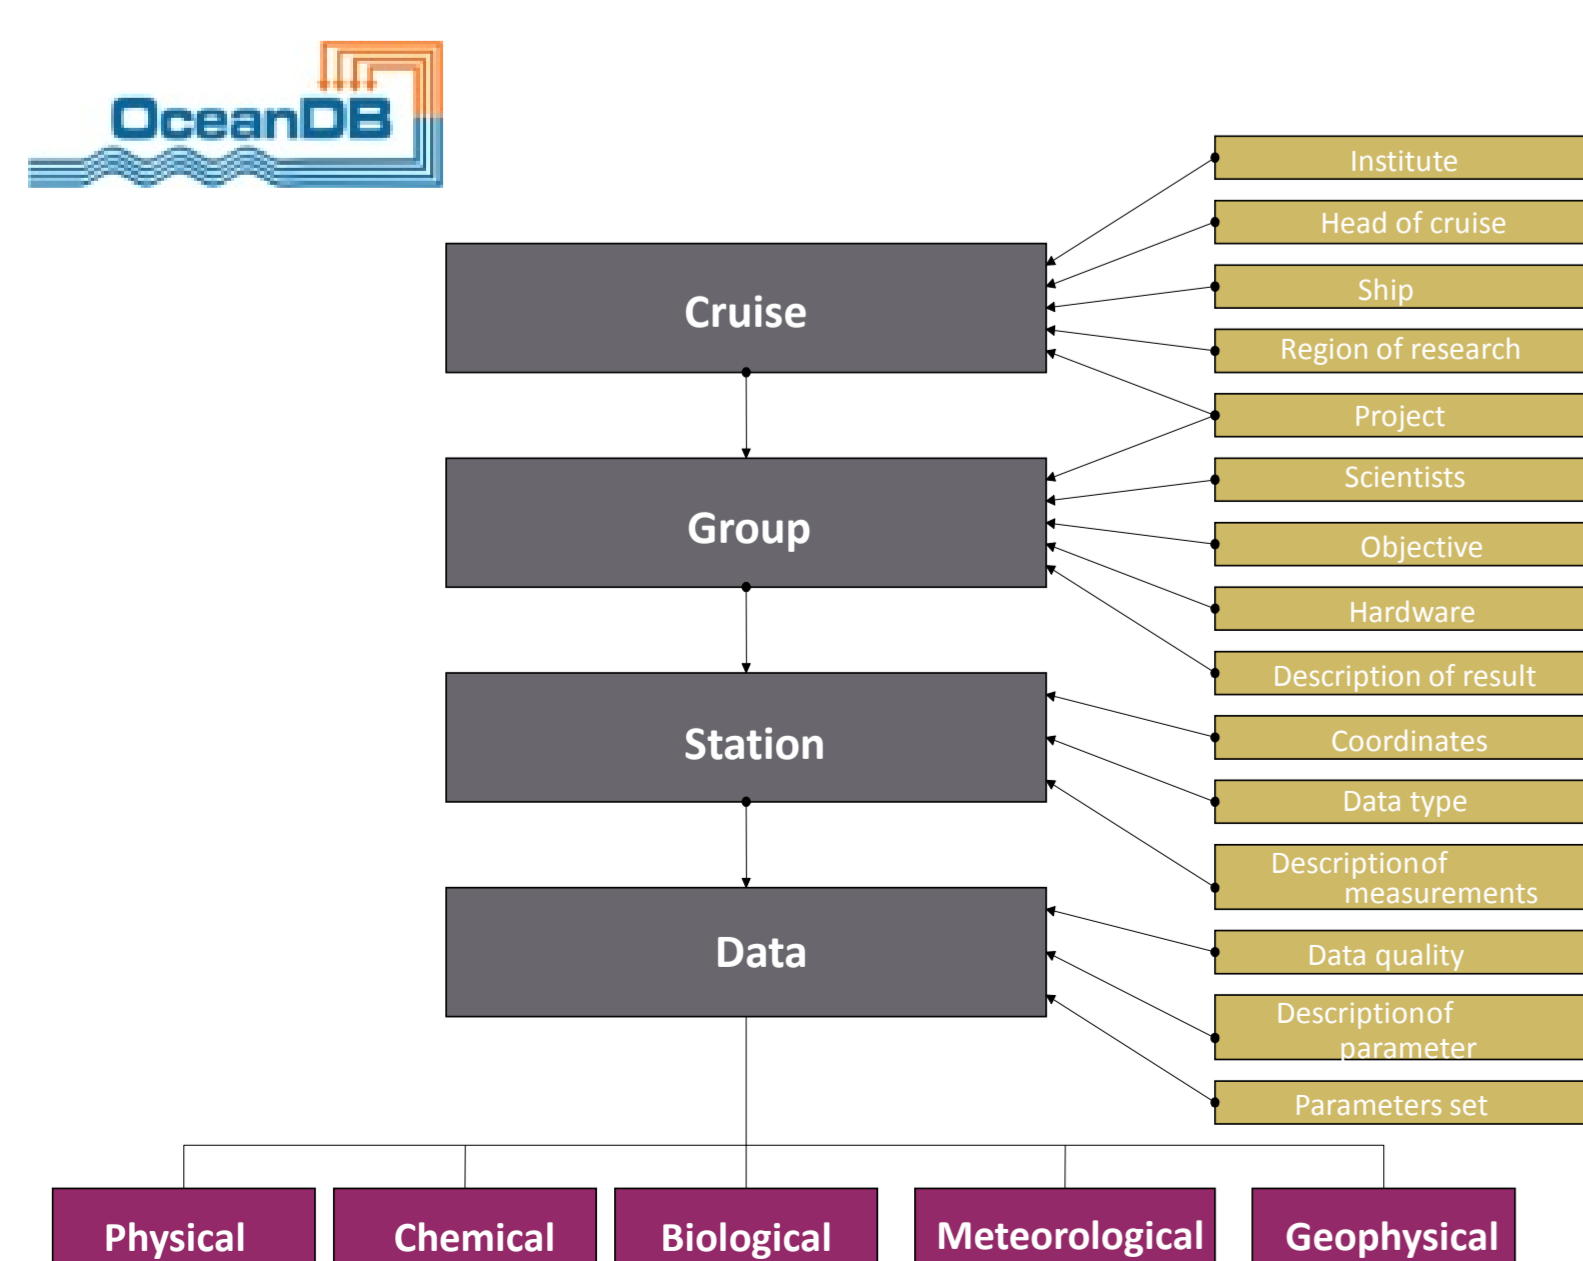 OceanDB
Institute
Head of cruise
Ship
Region of research
Project
Scientists
Objective
Hardware
Description of result
Coordinates
Data type
Descriptionof
measurements
Data quality
Descriptionof
parameter
Parameters set
Cruise
Group
Station
Data
Physical
Chemical
Biological
Meteorological
Geophysical